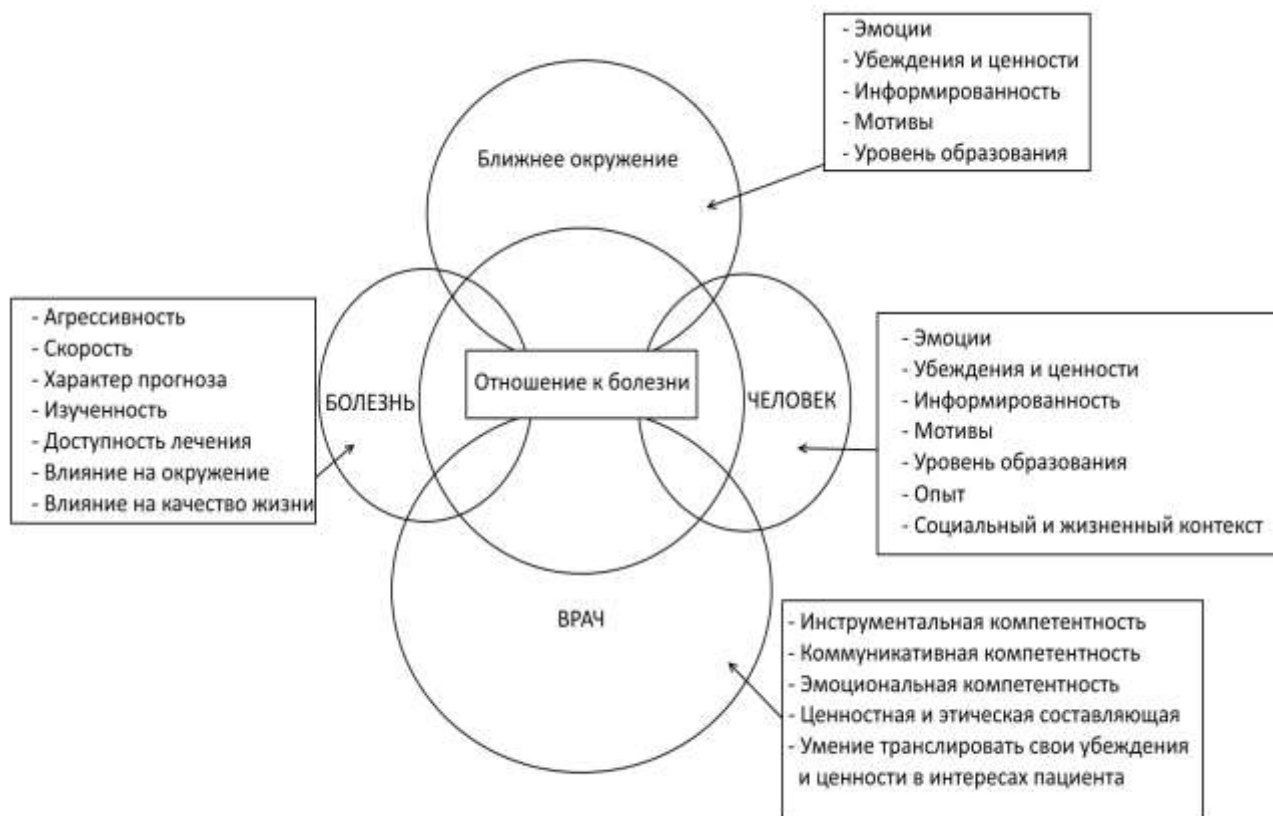 - Эмоции
- Убеждения и ценности
- Информированность
- Мотивы
- Уровень образования
Ближнее окружение
- Агрессивность
- Скорость
- Характер прогноза
- Изученность
- Доступность лечения
- Влияние на окружение
- Влияние на качество жизни
БОЛЕЗНЬ
Отношение к болезни
ЧЕЛОВЕК
- Эмоции
- Убеждения и ценности
- Информированность
- Мотивы
- Уровень образования
- Опыт
- Социальный и жизненный контекст
ВРАЧ
- Инструментальная компетентность
- Коммуникативная компетентность
- Эмоциональная компетентность
- Ценностная и этическая составляющая
- Умение транслировать свои убеждения
и ценности в интересах пациента